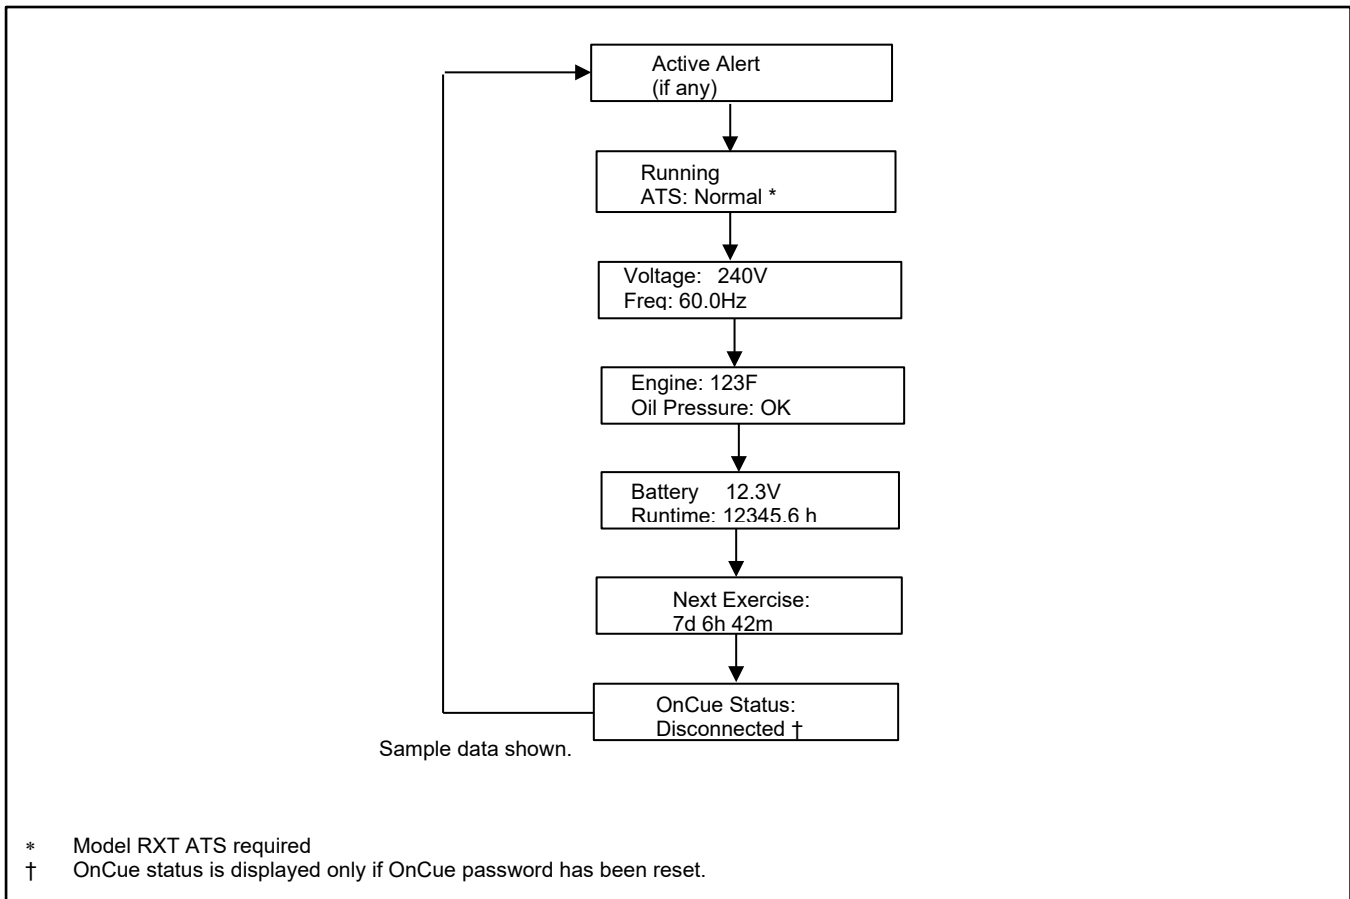 Active Alert
(if any)
Running
ATS: Normal *
Voltage: 240V
Freq: 60.0Hz
Engine: 123F
Oil Pressure: OK
Battery 12.3V
Runtime: 12345.6 h
Next Exercise:
7d 6h 42m
OnCue Status:
Disconnected †
Sample data shown.
* Model RXT ATS required
† OnCue status is displayed only if OnCue password has been reset.